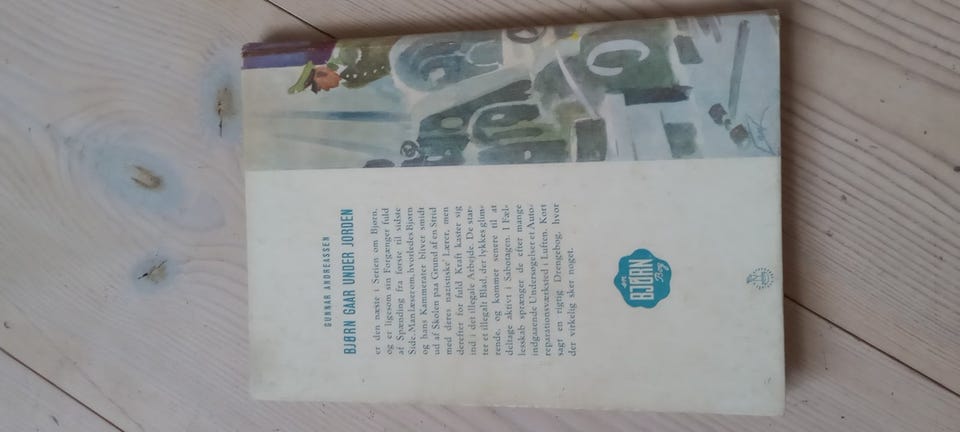 GUNNAR ANDREASSEN
BJØRN GAAR UNDER JORDEN
er den næste i Serien om Bjørn,
og er ligesom sin Forgænger fuld
af Spænding fra første til sidste
Side. Man læser om, hvorledes Bjørn
og hans Kammerater bliver smidt
ud af Skolen paa Grund af en Strid
med deres nazistiske Lærer, men
derefter for fuld Kraft kaster sig
ind i det illegale Arbejde. De star-
ter et illegalt Blad, der lykkes glim-
rende, og kommer senere til at
deltage aktivt i Sabotagen. I Fæl-
lesskab sprænger de efter mange
indgaaende Undersøgelser et Auto-
reparationsværksted i Luften. Kort
sagt en rigtig Drengebog, hvor
der virkelig sker noget.
en
BJØRN
Bog
C